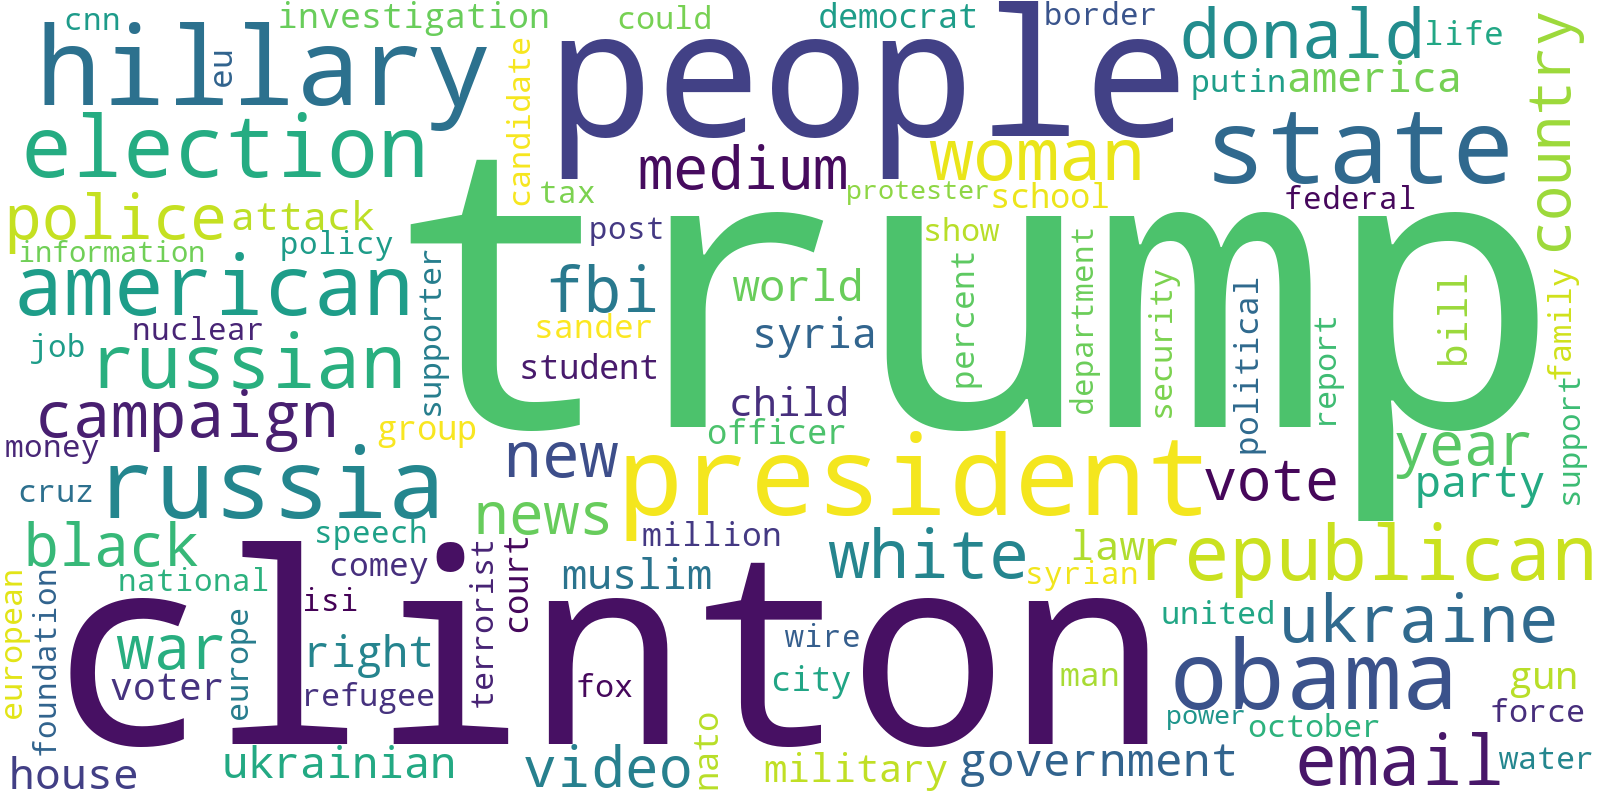 cnn
investigation
could
democrat
border
hillary
eu
candidate
people
donald
life
putin
america
country
election
medium
woman
state
tax
protester
school
federal
police
attack
post
show
information
policy
trump
american
supporter
fbi
world
percent
department
security
political
report
bill
family
nuclear
sander
syria
job
russian
student
campaign
child
group
officer
money
new
president
year
support
cruz
russia
vote
party
news
black
speech
million
white
law
republican
comey
terrorist
court
muslim
syrian
european
foundation
national
isi
clinton
united
ukraine
europe
war
right
wire
voter
refugee
fox
city
man
obama
gun
power
october
force
house
ukrainian
video
nato
military
government
email
water